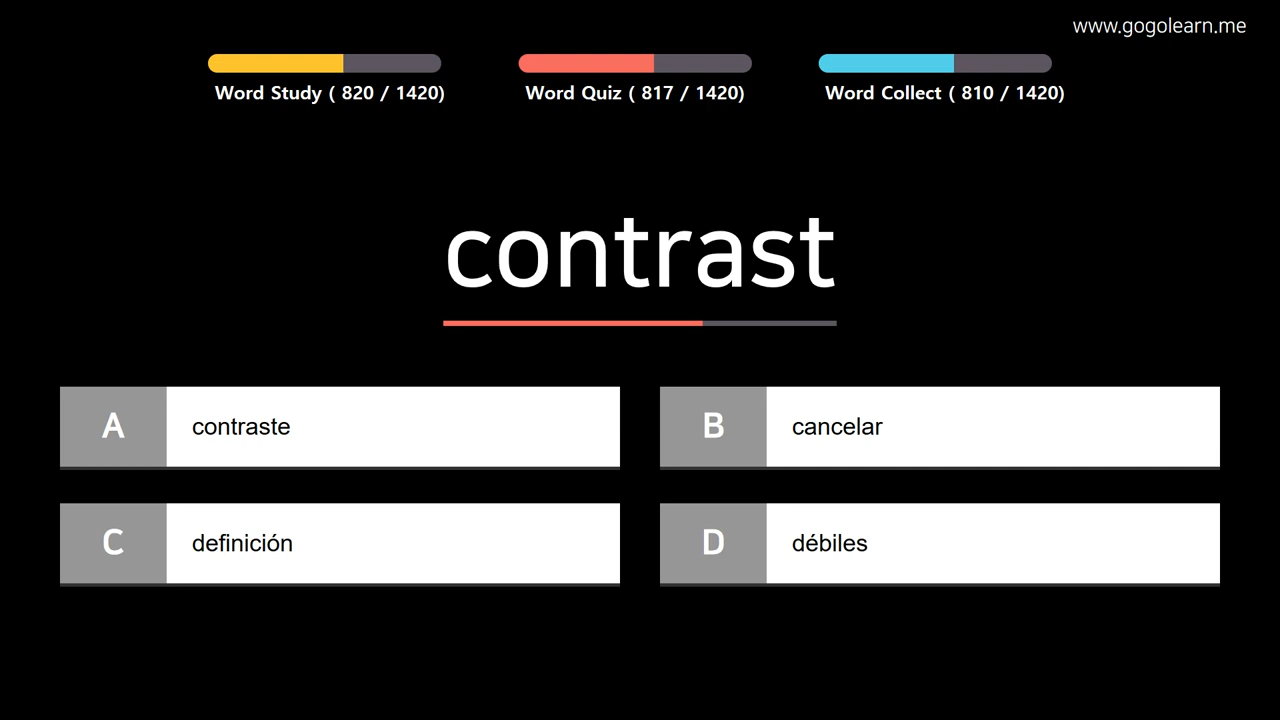 www.gogolearn.me
Word Study ( 820 / 1420)
Word Quiz ( 817 / 1420)
Word Collect ( 810 / 1420)
contrast
A contraste
B cancelar
C definición
D débiles